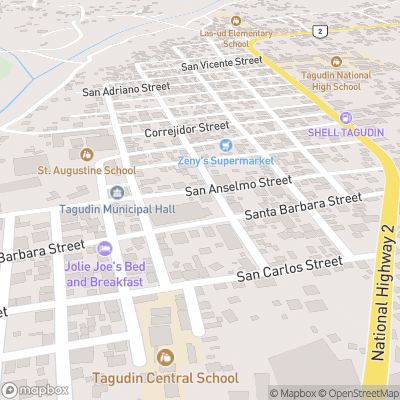 Las-ud Elementary
School
2
San Vicente Street
Tagudin National
High School
San Adriano Street
SHELL TAGUDIN
Correjidor Street
Zeny's Supermarket
St. Augustine School
San Anselmo Street
Tagudin Municipal Hall
Santa Barbara Street
Barbara Street
Jolie Joe's Bed
and Breakfast
National Highway 2
San Carlos Street
et
Tagudin Central School
mapbox
© Mapbox © OpenStreetMap